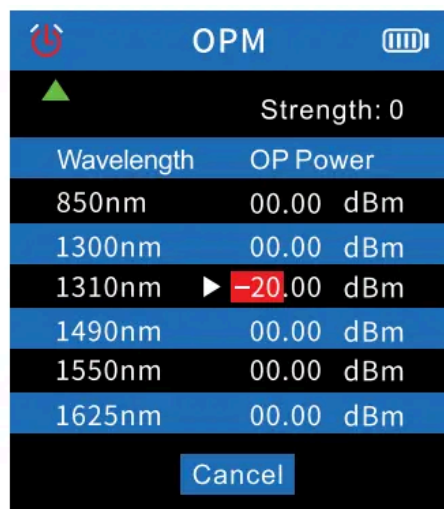 OPM
Strength: 0
Wavelength OP Power
850nm 00.00 dBm
1300nm 00.00 dBm
1310nm −20.00 dBm
1490nm 00.00 dBm
1550nm 00.00 dBm
1625nm 00.00 dBm
Cancel